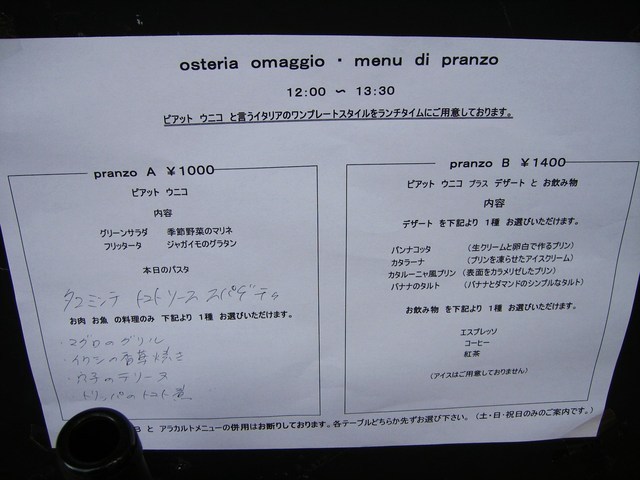 osteria omaggio ・ menu di pranzo
12:00 ～ 13:30
ピアット ウニコ と言うイタリアのワンプレートスタイルをランチタイムにご用意しております。
pranzo A ￥1000
ピアット ウニコ
内容
グリーンサラダ 季節野菜のマリネ
フリッタータ ジャガイモのグラタン
本日のパスタ
タコミンチ トマトソース スパゲティ
お肉 お魚 の料理のみ 下記より 1種 お選びいただけます。
・マグロのグリル
・イワシの香草焼き
・穴子のテリーヌ
・トリッパのトマト煮
pranzo B ￥1400
ピアット ウニコ プラス デザート と お飲み物
内容
デザート を下記より 1種 お選びいただけます。
パンナコッタ （生クリームと卵白で作るプリン）
カタラーナ （プリンを凍らせたアイスクリーム）
カタルーニャ風プリン （表面をカラメリゼしたプリン）
バナナのタルト （バナナとダマンドのシンプルなタルト）
お飲み物 を下記より 1種 お選びいただけます。
エスプレッソ
コーヒー
紅茶
（アイスはご用意しておりません）
B と アラカルトメニューの併用はお断りしております。各テーブルどちらか先ずお選び下さい。（土・日・祝日のみのご案内です。）